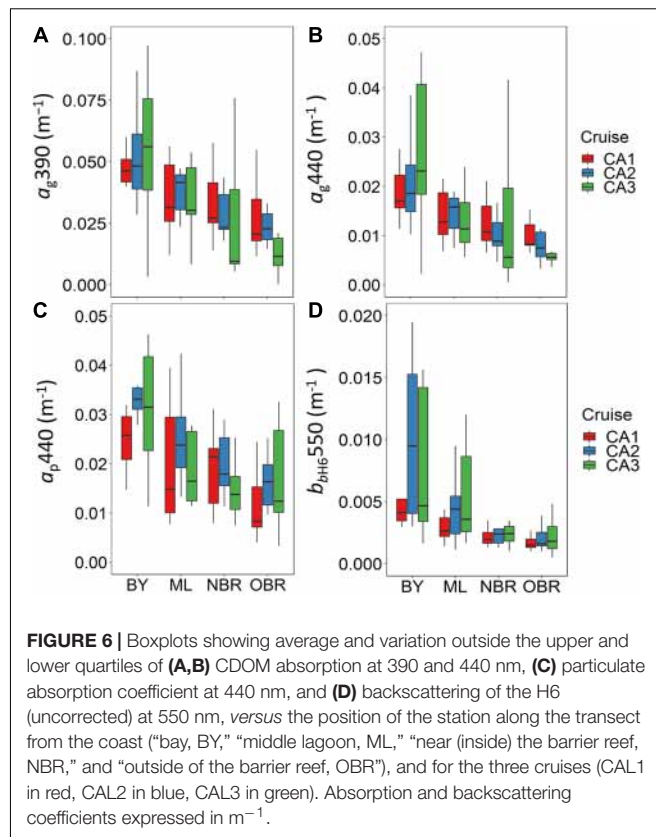 A
B
0.100
0.075
0.050
0.025
0.000
ag390 (m−1)
0.05
0.04
0.03
0.02
0.01
0.00
ag440 (m−1)
Cruise
CA1
CA2
CA3
C
D
0.05
0.04
0.03
0.02
0.01
0.00
ap440 (m−1)
0.020
0.015
0.010
0.005
0.000
bbH6550 (m−1)
Cruise
CA1
CA2
CA3
BY ML NBR OBR
BY ML NBR OBR
FIGURE 6 | Boxplots showing average and variation outside the upper and
lower quartiles of (A,B) CDOM absorption at 390 and 440 nm, (C) particulate
absorption coefficient at 440 nm, and (D) backscattering of the H6
(uncorrected) at 550 nm, versus the position of the station along the transect
from the coast (“bay, BY,” “middle lagoon, ML,” “near (inside) the barrier reef,
NBR,” and “outside of the barrier reef, OBR”), and for the three cruises (CAL1
in red, CAL2 in blue, CAL3 in green). Absorption and backscattering
coefficients expressed in m−1.